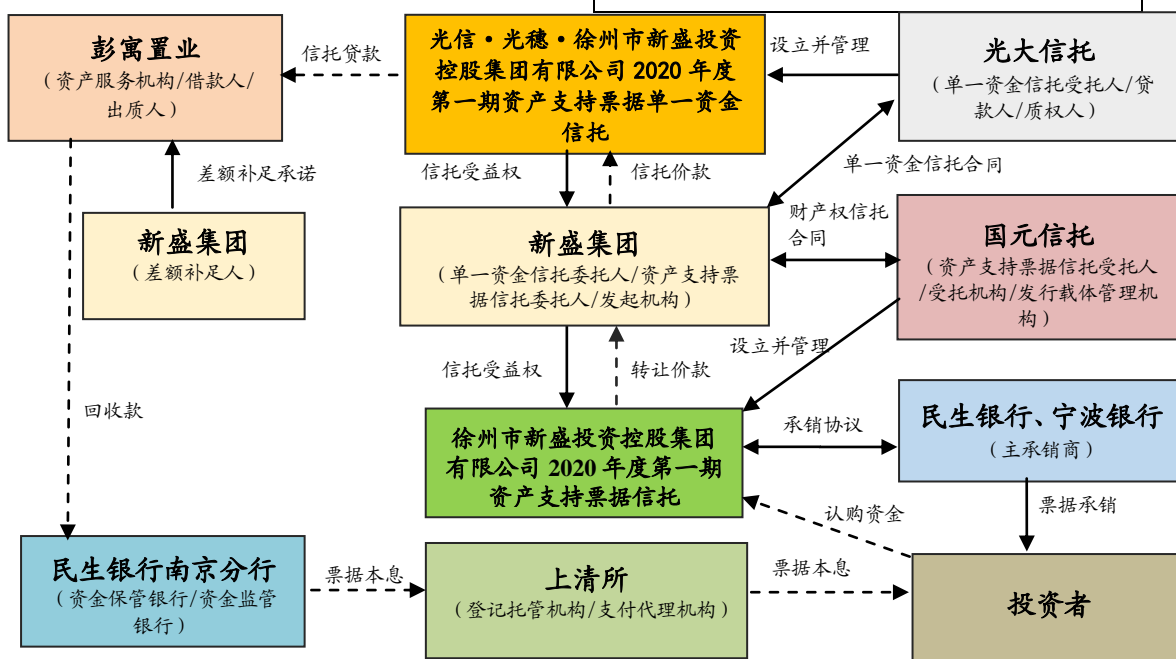 彭寓置业
（资产服务机构/借款人/
出质人）
信托贷款
光信·光穗·徐州市新盛投资
控股集团有限公司 2020 年度
第一期资产支持票据单一资金
信托
设立并管理
光大信托
（单一资金信托受托人/贷
款人/质权人）
差额补足承诺
信托受益权
信托价款
单一资金信托合同
新盛集团
（差额补足人）
新盛集团
（单一资金信托委托人/资产支持票
据信托委托人/发起机构）
财产权信托
合同
国元信托
（资产支持票据信托受托人
/受托机构/发行载体管理机
构）
设立并管理
信托受益权
转让价款
回收款
徐州市新盛投资控股集团
有限公司 2020 年度第一期
资产支持票据信托
承销协议
民生银行、宁波银行
（主承销商）
认购资金
票据承销
民生银行南京分行
（资金保管银行/资金监管
银行）
票据本息
上清所
（登记托管机构/支付代理机构）
票据本息
投资者